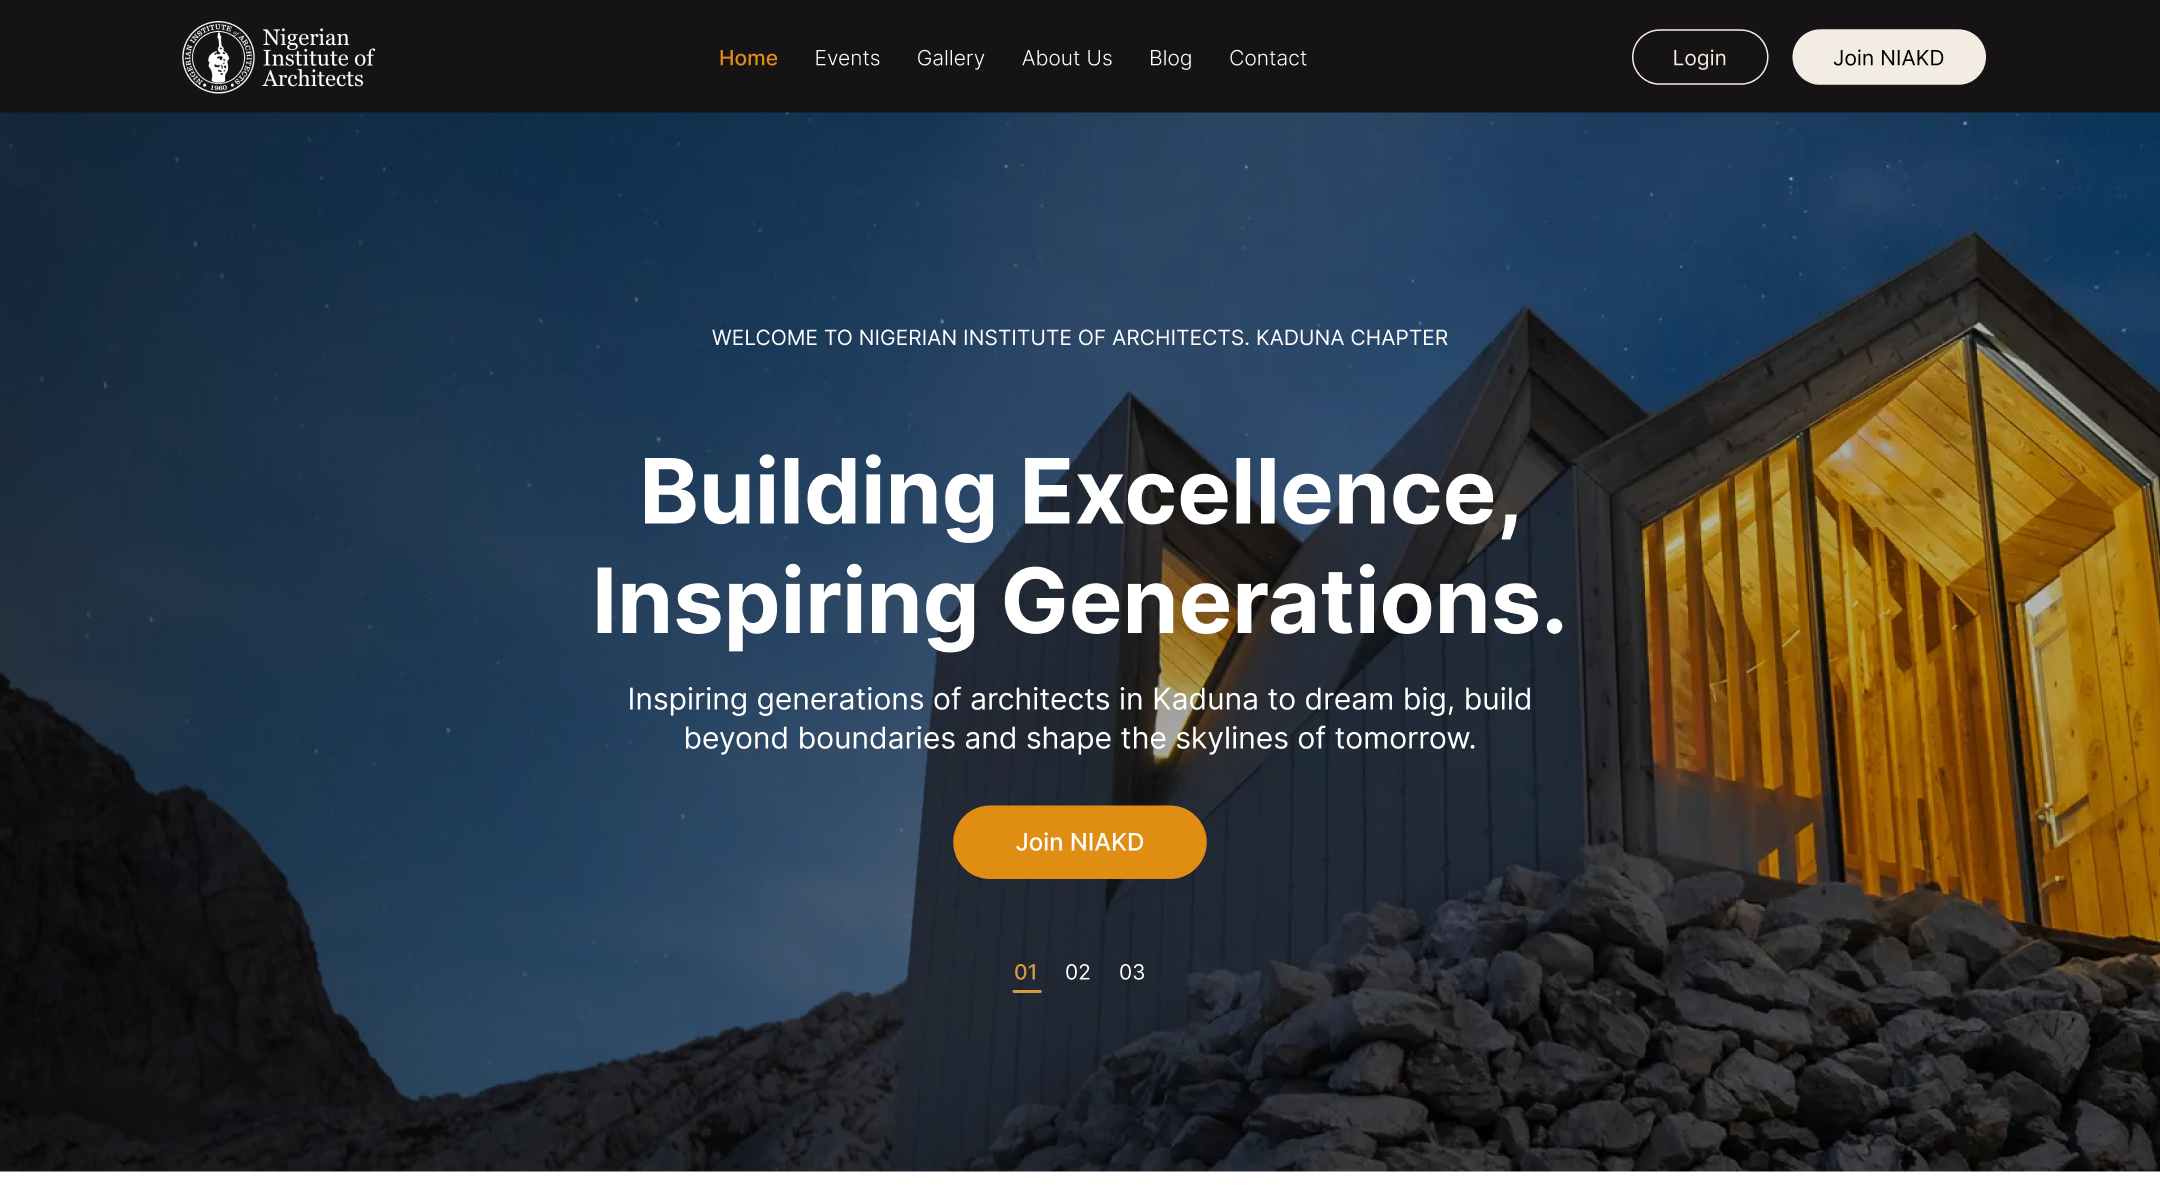 NIGERIAN INSTITUTE of ARCHITECTS
1960
Nigerian
Institute of
Architects
Home
Events
Gallery
About Us
Blog
Contact
Login
Join NIAKD
WELCOME TO NIGERIAN INSTITUTE OF ARCHITECTS. KADUNA CHAPTER
Building Excellence,
Inspiring Generations.
Inspiring generations of architects in Kaduna to dream big, build
beyond boundaries and shape the skylines of tomorrow.
Join NIAKD
01
02
03